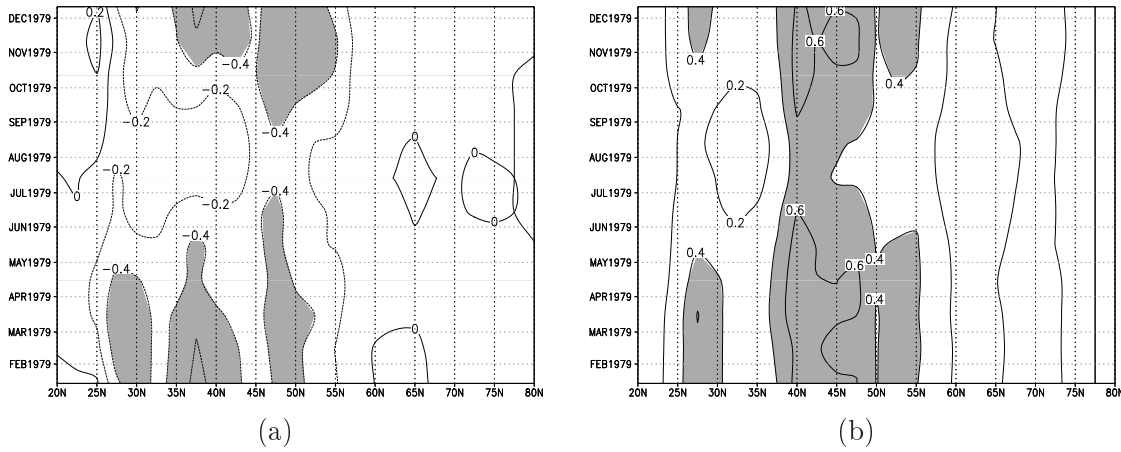 DEC1979 0.2 −0.4
NOV1979
OCT1979 −0.2
SEP1979 −0.2 −0.4
AUG1979 −0.2 0 0
JUL1979 0 −0.2 −0.4
JUN1979 −0.4 0
MAY1979 −0.4
APR1979
MAR1979 0
FEB1979
20N 25N 30N 35N 40N 45N 50N 55N 60N 65N 70N 75N 80N
(a)
DEC1979 0.6 0.6
NOV1979 0.4
OCT1979 0.2 0.4
SEP1979
AUG1979
JUL1979
JUN1979 0.2 0.6
MAY1979 0.4 0.6 0.4
APR1979 0.4
MAR1979
FEB1979
20N 25N 30N 35N 40N 45N 50N 55N 60N 65N 70N 75N 80N
(b)